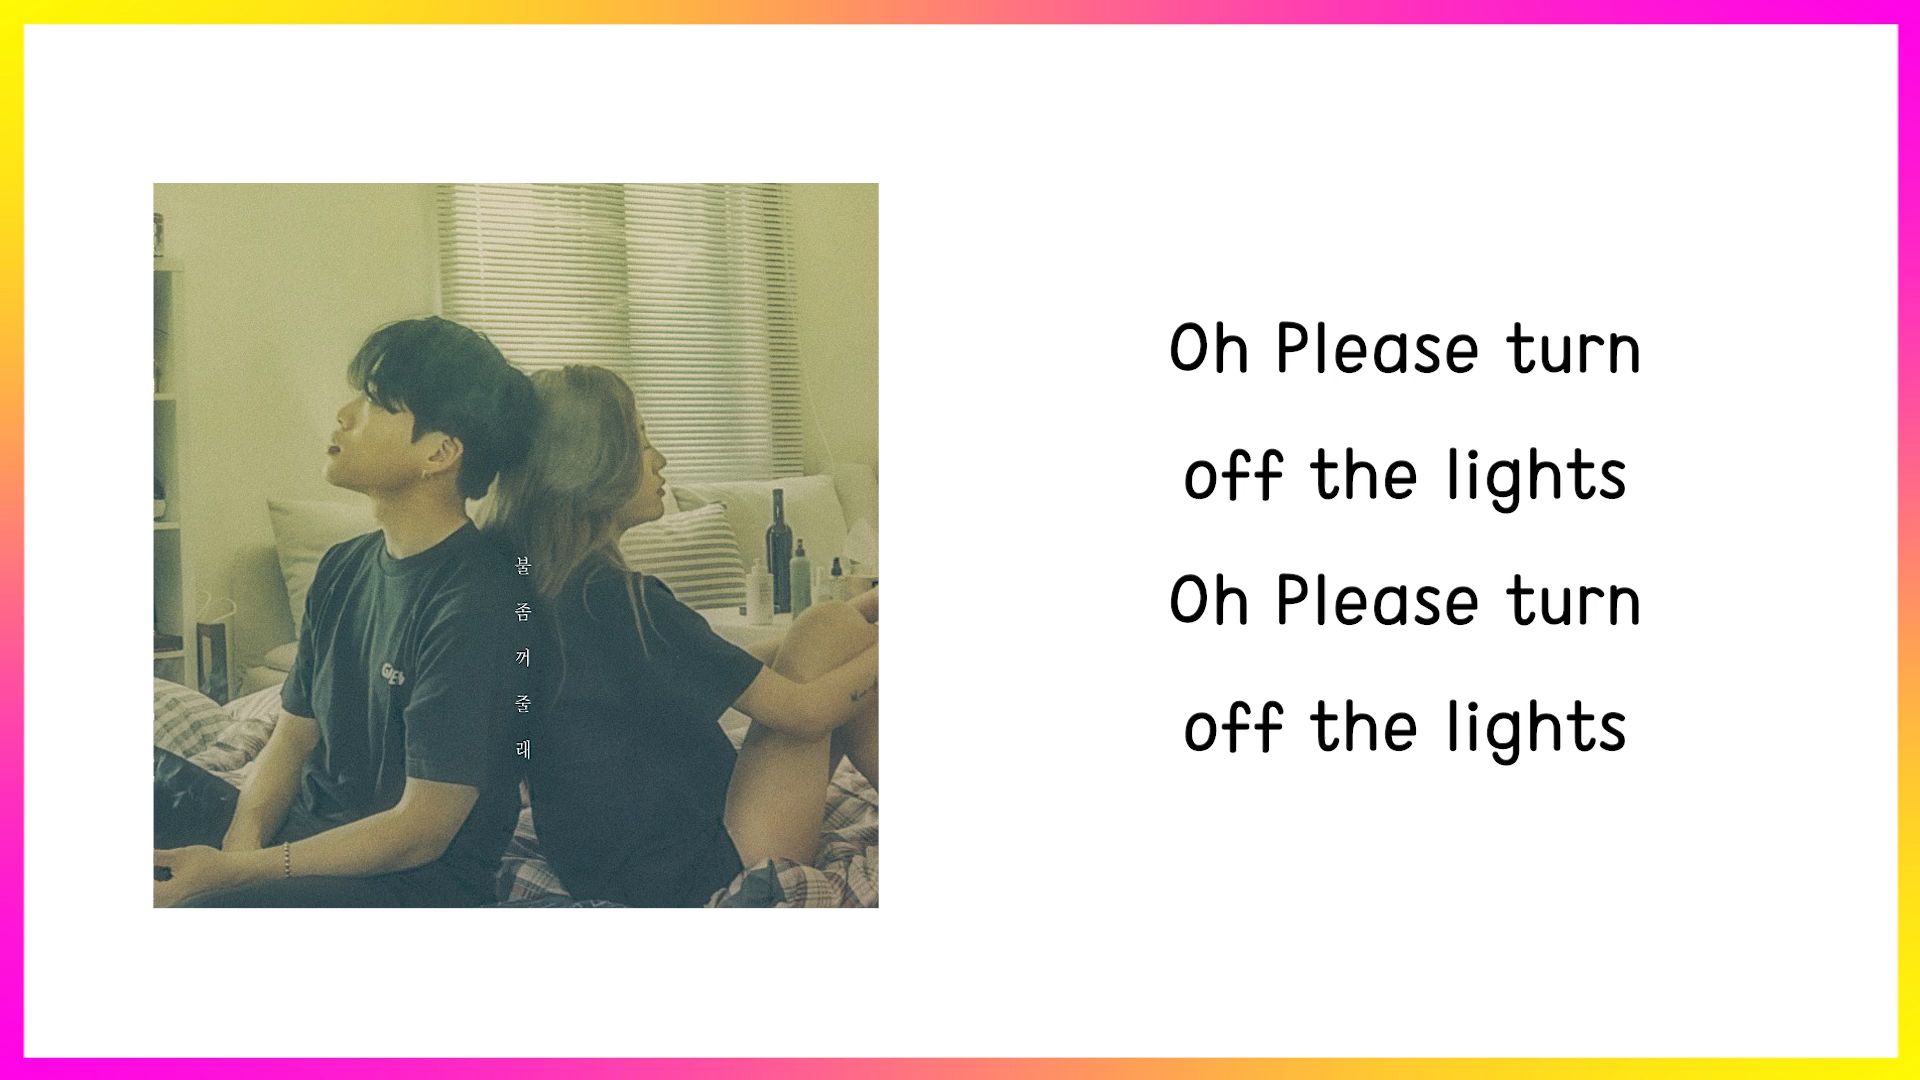 불
좀
꺼
줄
래
Oh Please turn
off the lights
Oh Please turn
off the lights